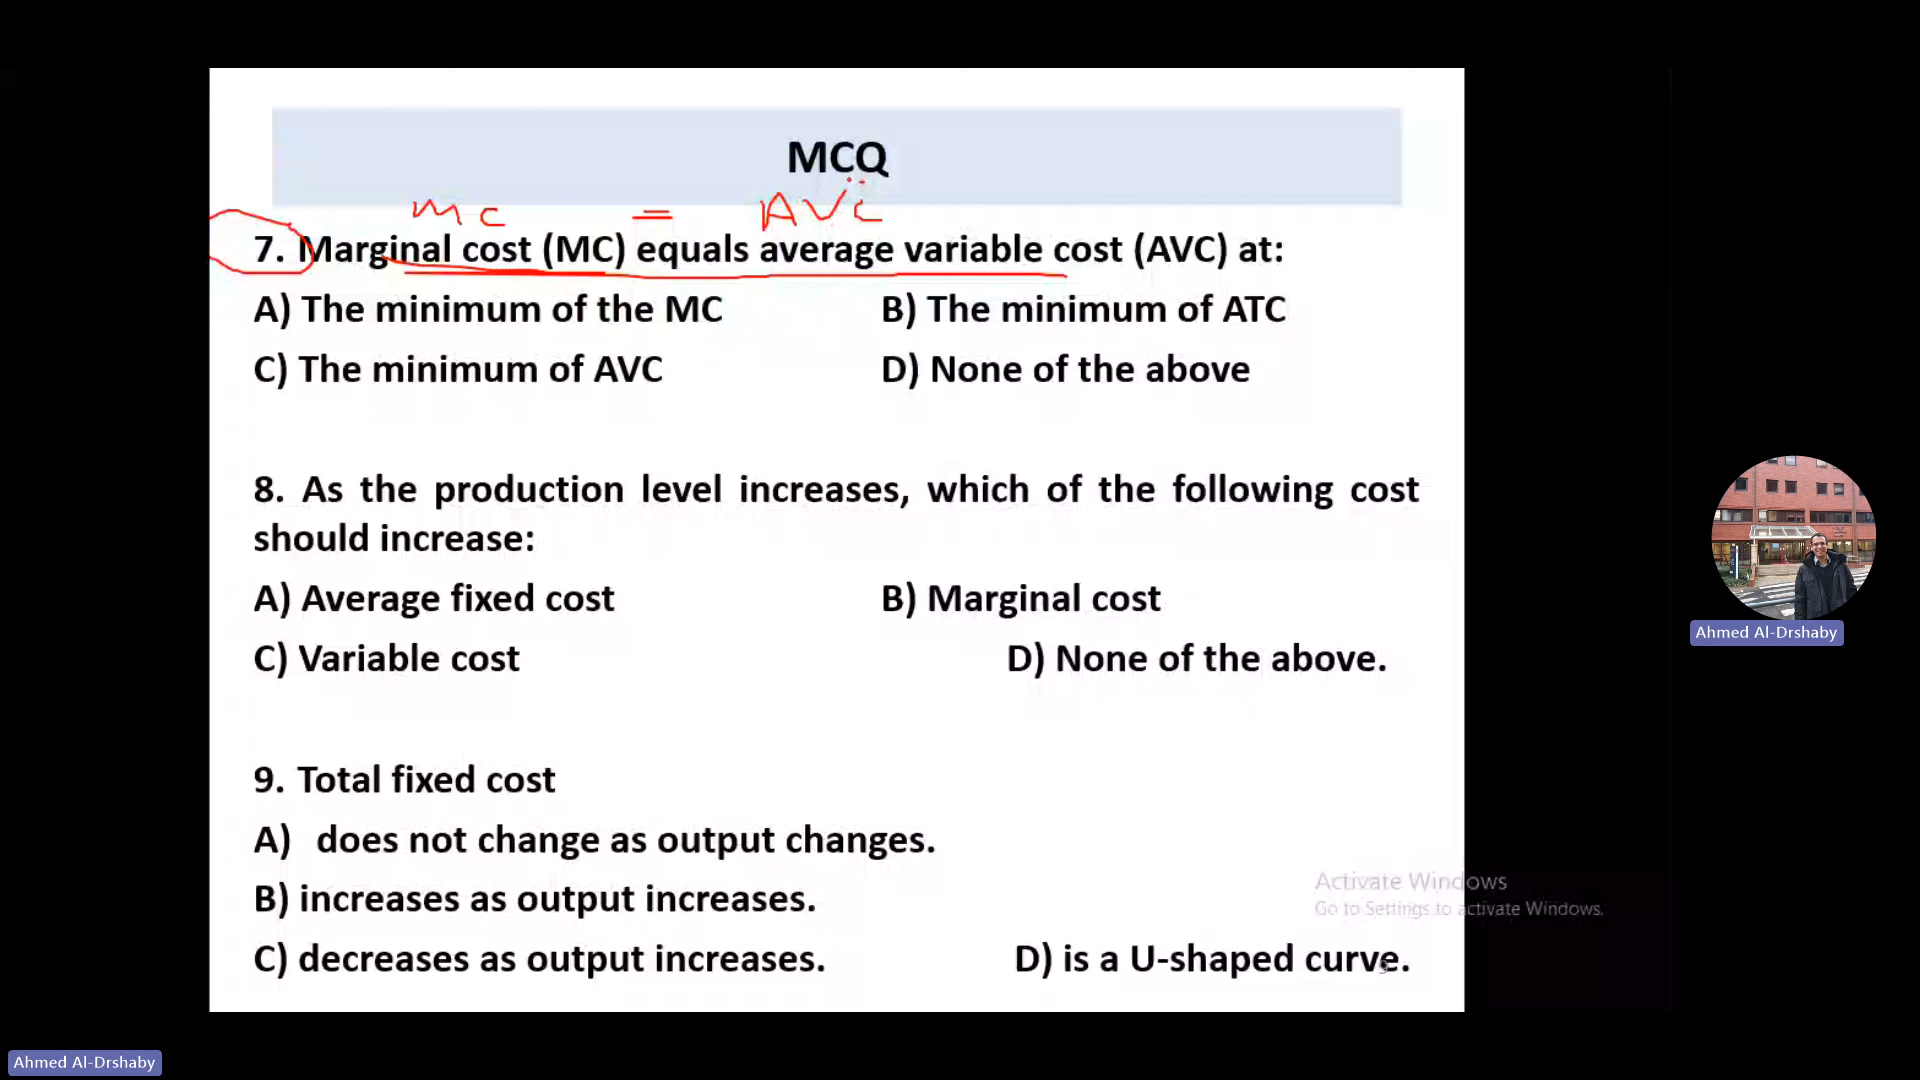 MCQ
MC = AVC
7. Marginal cost (MC) equals average variable cost (AVC) at:
A) The minimum of the MC B) The minimum of ATC
C) The minimum of AVC D) None of the above
8. As the production level increases, which of the following cost
should increase:
A) Average fixed cost B) Marginal cost
C) Variable cost D) None of the above.
Ahmed Al-Drshaby
9. Total fixed cost
A) does not change as output changes.
B) increases as output increases.
C) decreases as output increases. D) is a U-shaped curve.
Activate Windows
Go to Settings to activate Windows.
Ahmed Al-Drshaby